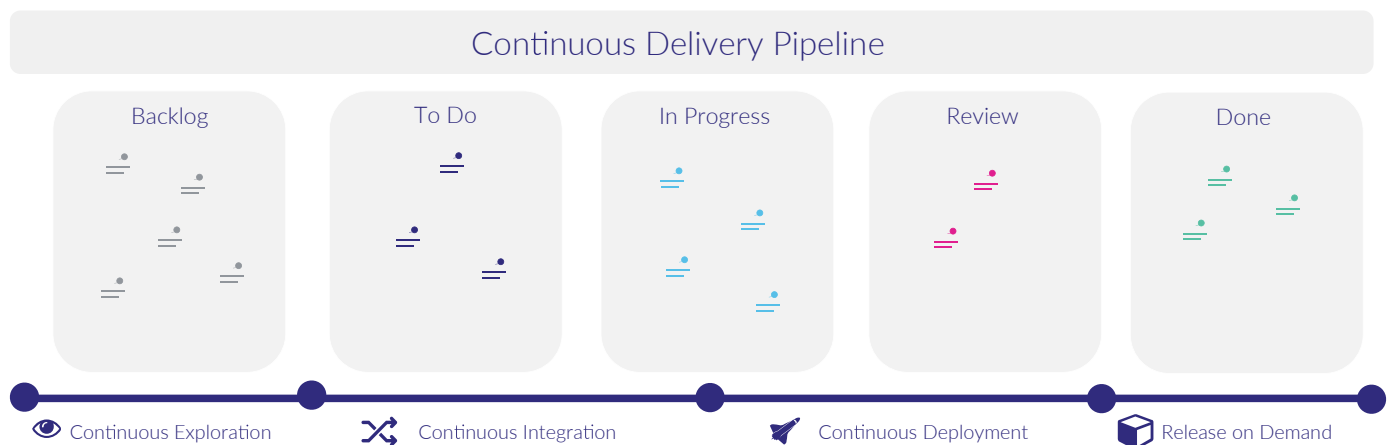 Continuous Delivery Pipeline
Backlog
To Do
In Progress
Review
Done
Continuous Exploration
Continuous Integration
Continuous Deployment
Release on Demand